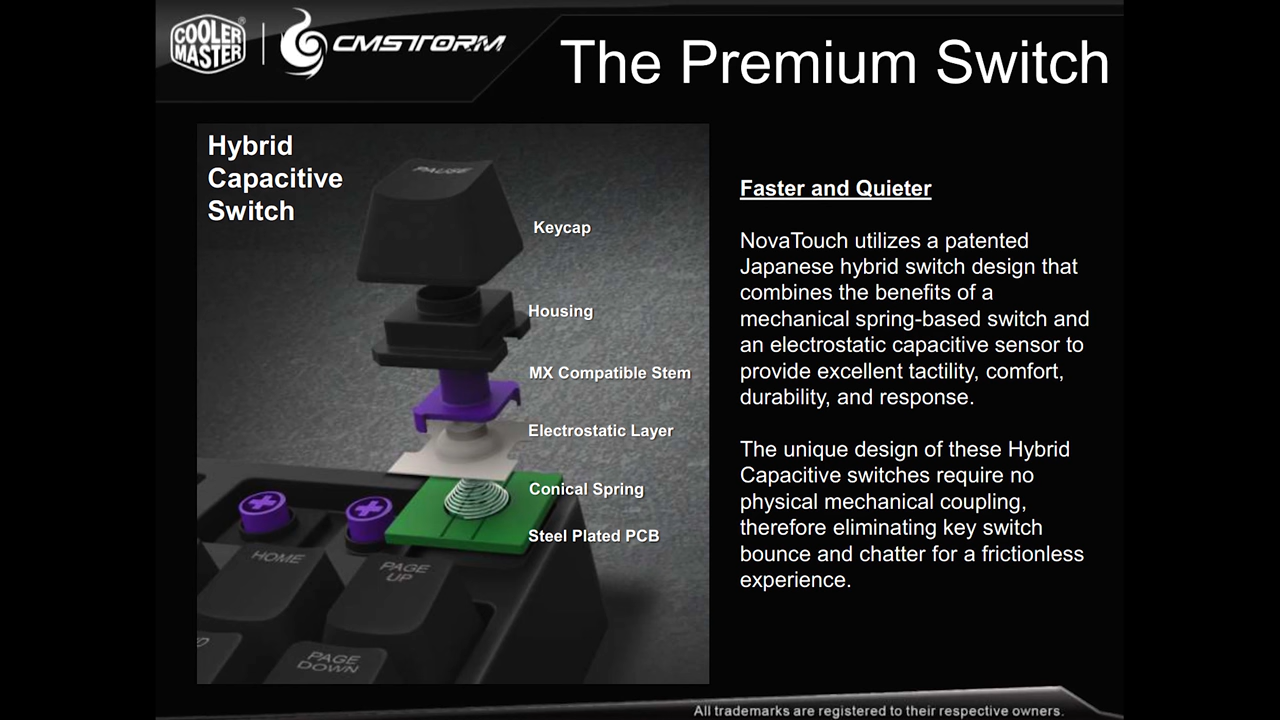 COOLER
MASTER®
CMSTORM
The Premium Switch
Hybrid
Capacitive
Switch
PAUSE
Keycap
Housing
MX Compatible Stem
Electrostatic Layer
Conical Spring
Steel Plated PCB
HOME
PAGE
UP
PAGE
DOWN
Faster and Quieter
NovaTouch utilizes a patented
Japanese hybrid switch design that
combines the benefits of a
mechanical spring-based switch and
an electrostatic capacitive sensor to
provide excellent tactility, comfort,
durability, and response.
The unique design of these Hybrid
Capacitive switches require no
physical mechanical coupling,
therefore eliminating key switch
bounce and chatter for a frictionless
experience.
All trademarks are registered to their respective owners.